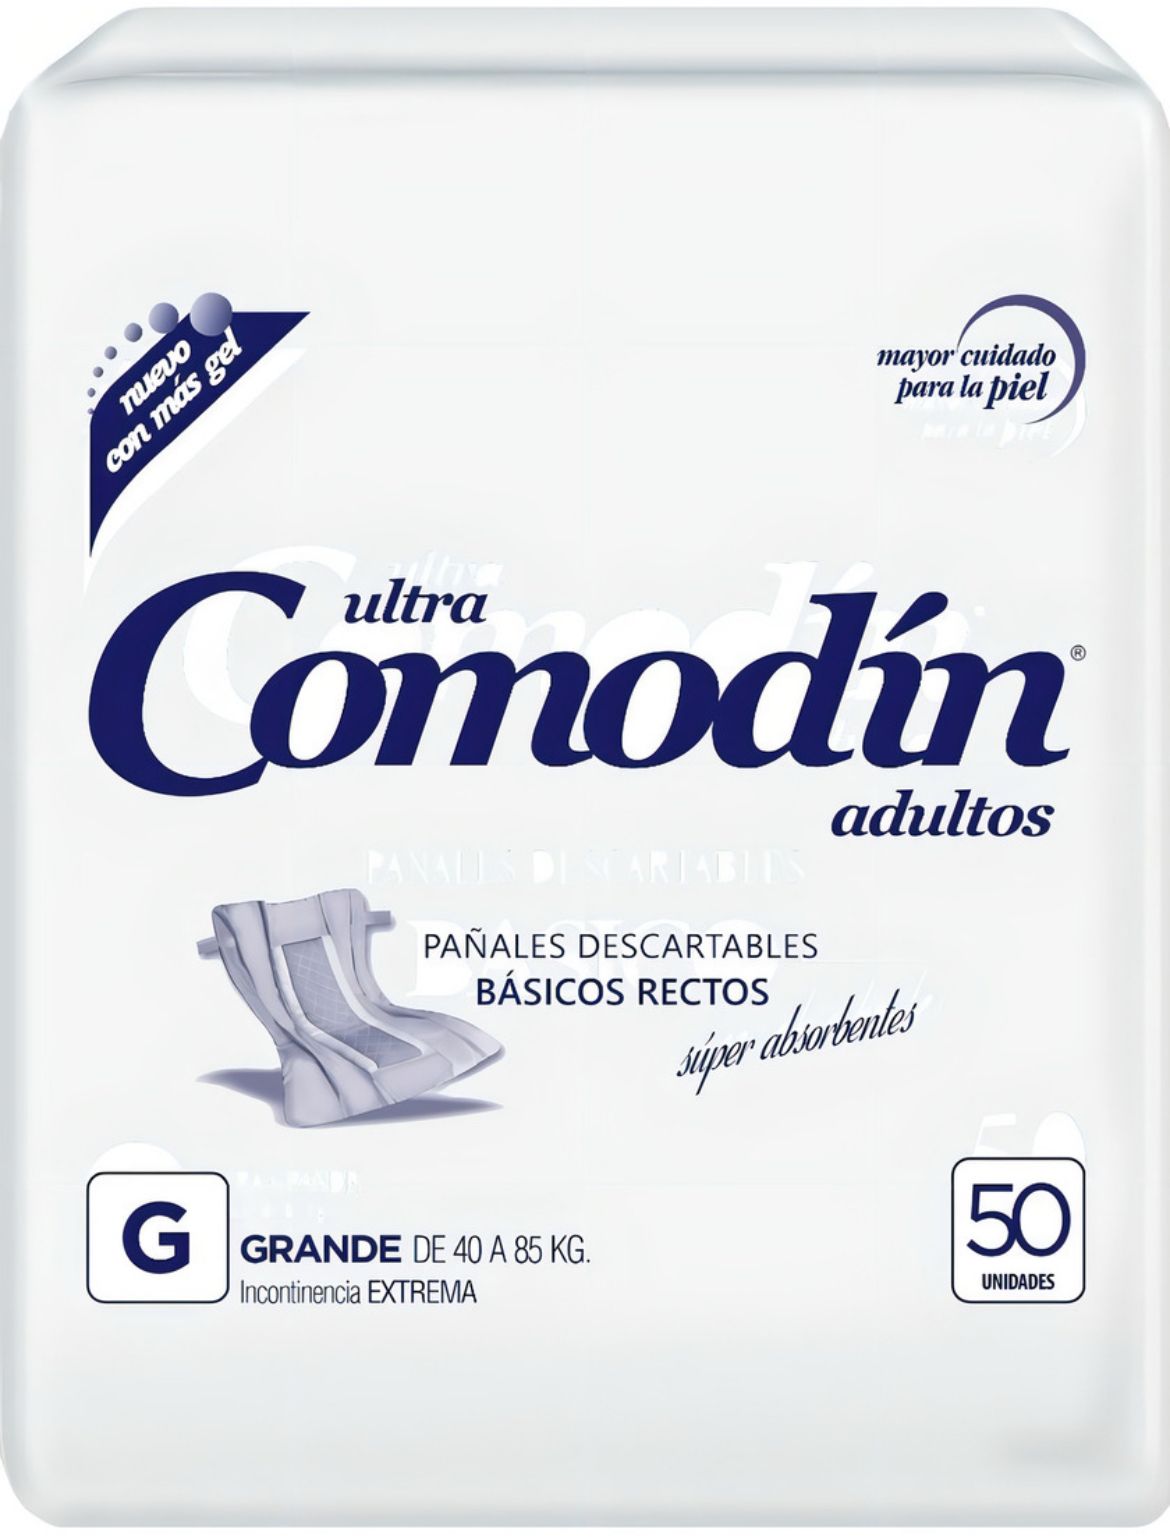 nuevo
con más gel
mayor cuidado
para la piel
ultra
Comodín®
adultos
PAÑALES DESCARTABLES
BÁSICOS RECTOS
súper absorbentes
G
GRANDE DE 40 A 85 KG.
Incontinencia EXTREMA
50
UNIDADES